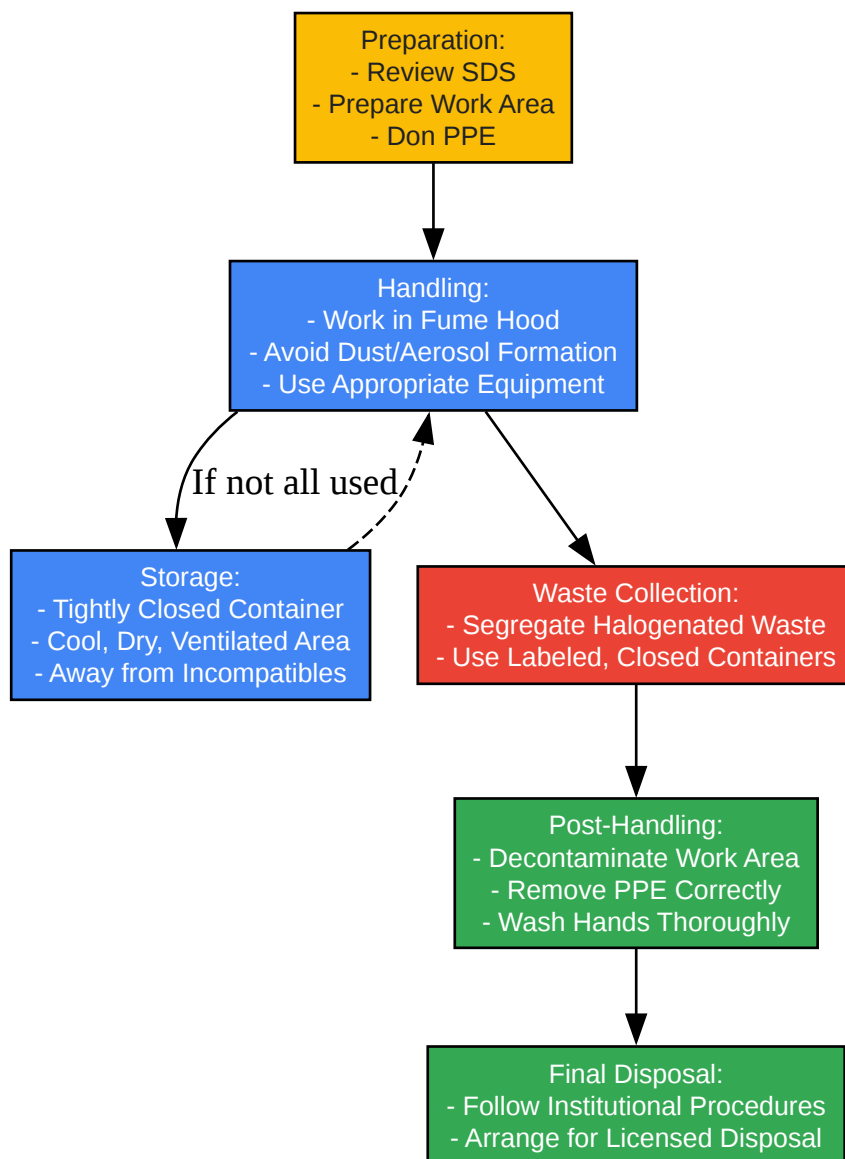 Preparation:
- Review SDS
- Prepare Work Area
- Don PPE
Handling:
- Work in Fume Hood
- Avoid Dust/Aerosol Formation
- Use Appropriate Equipment
If not all used
Storage:
- Tightly Closed Container
- Cool, Dry, Ventilated Area
- Away from Incompatibles
Waste Collection:
- Segregate Halogenated Waste
- Use Labeled, Closed Containers
Post-Handling:
- Decontaminate Work Area
- Remove PPE Correctly
- Wash Hands Thoroughly
Final Disposal:
- Follow Institutional Procedures
- Arrange for Licensed Disposal